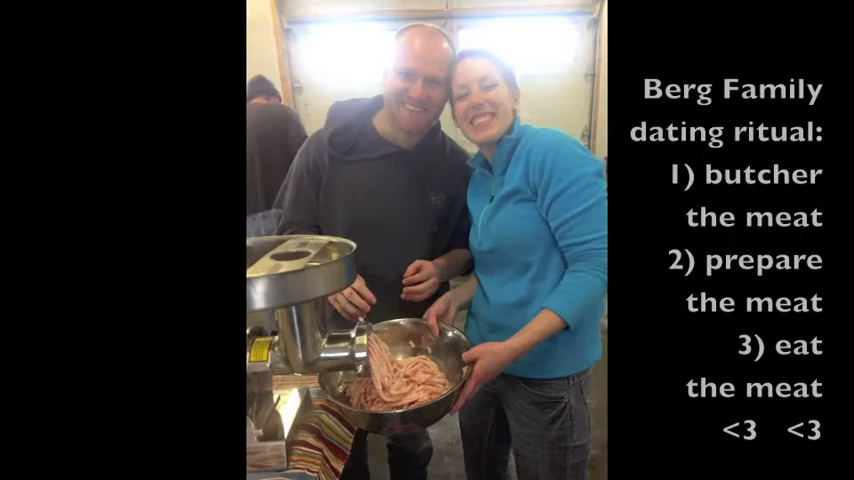 Berg Family
dating ritual:
1) butcher
the meat
2) prepare
the meat
3) eat
the meat
<3 <3